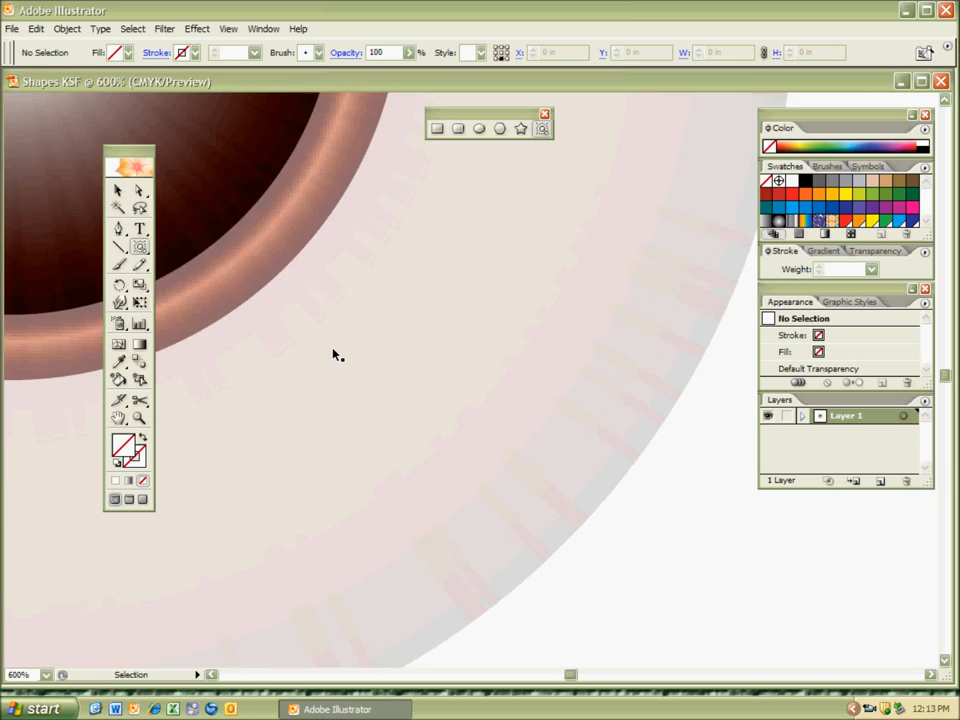 Adobe Illustrator
File Edit Object Type Filter Effect View Window Help
No Selection Fill: Stroke: Brush: Opacity: 100 % Style: X: 0 in Y: 0 in W: 0 in H: 0 in
Shapes KSF @ 600% (CMYK/Preview)
Color
Swatches Brushes Symbols
Stroke Gradient Transparency
Weight:
Appearance Graphic Styles
No Selection
Stroke:
Fill:
Default Transparency
Layers
Layer 1
1 Layer
600% Selection
start Adobe Illustrator 12:13 PM